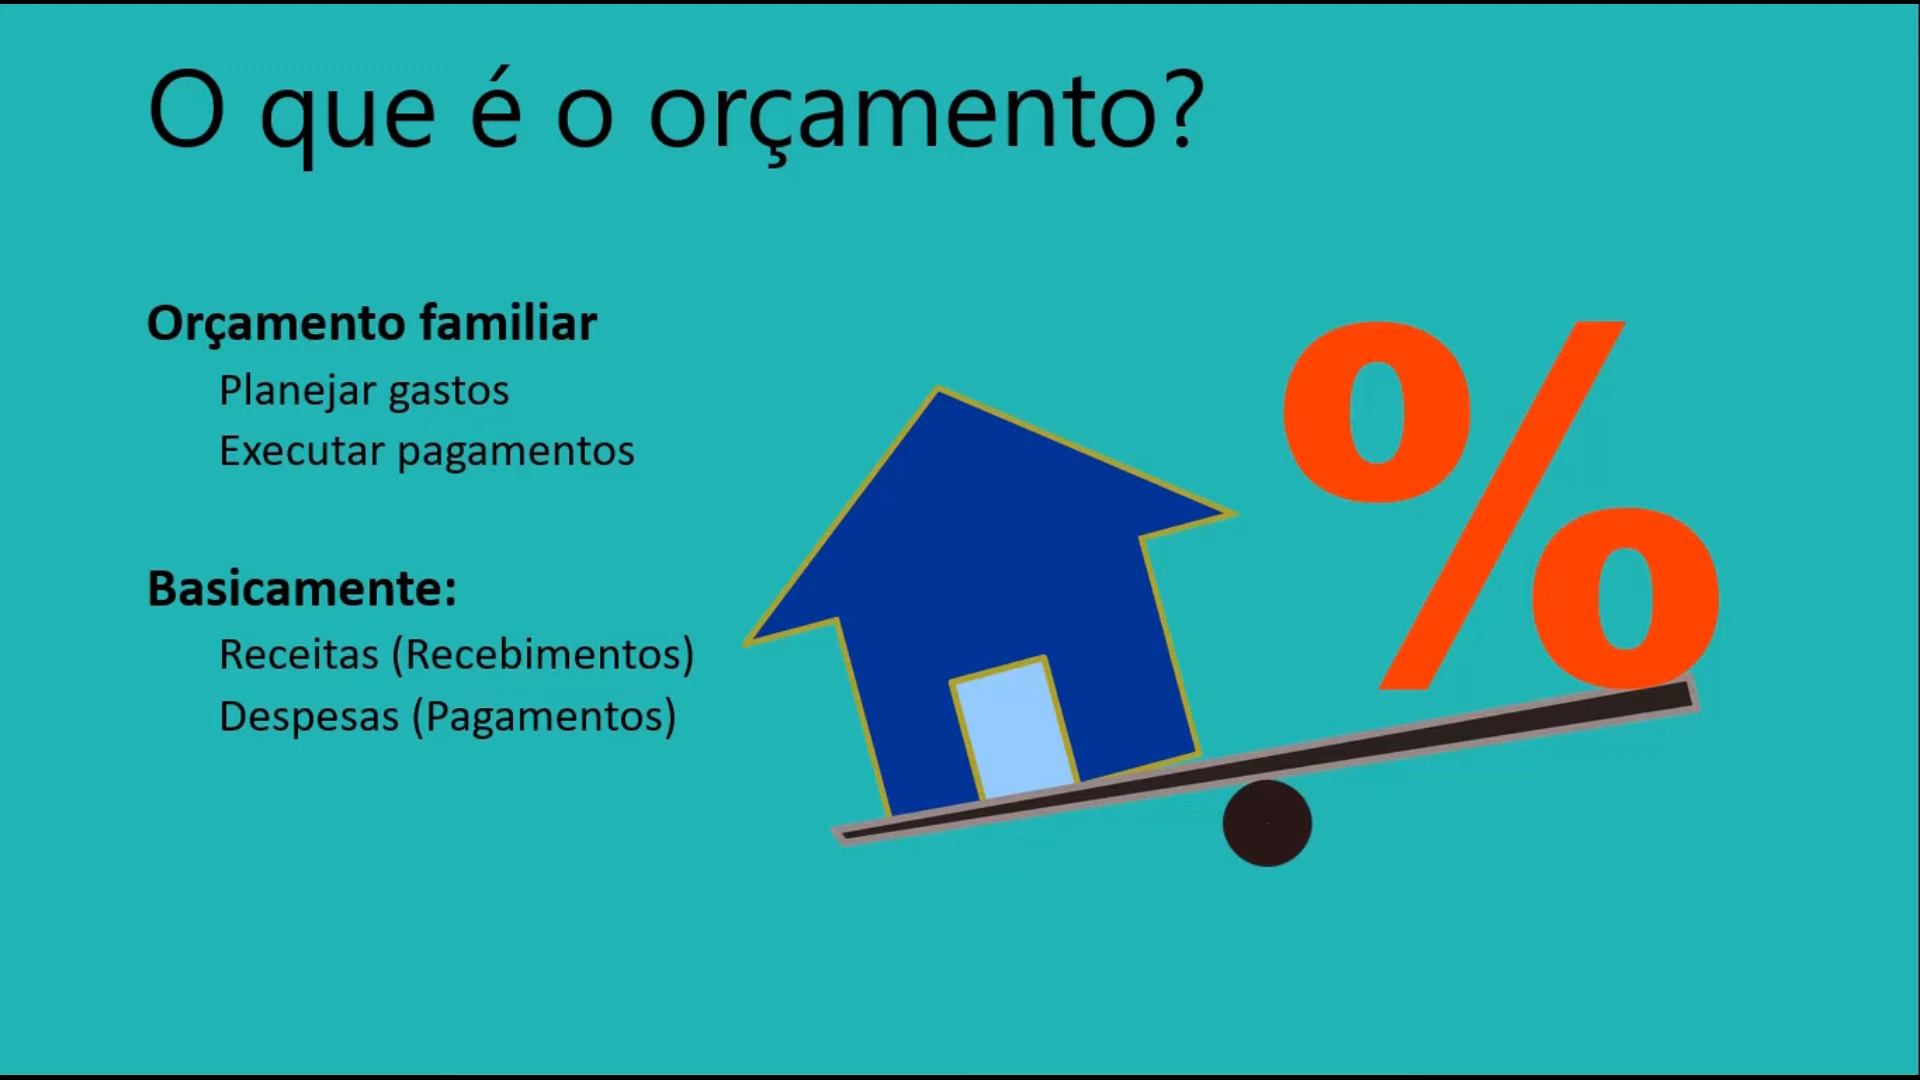 O que é o orçamento?
Orçamento familiar
Planejar gastos
Executar pagamentos
Basicamente:
Receitas (Recebimentos)
Despesas (Pagamentos)
%